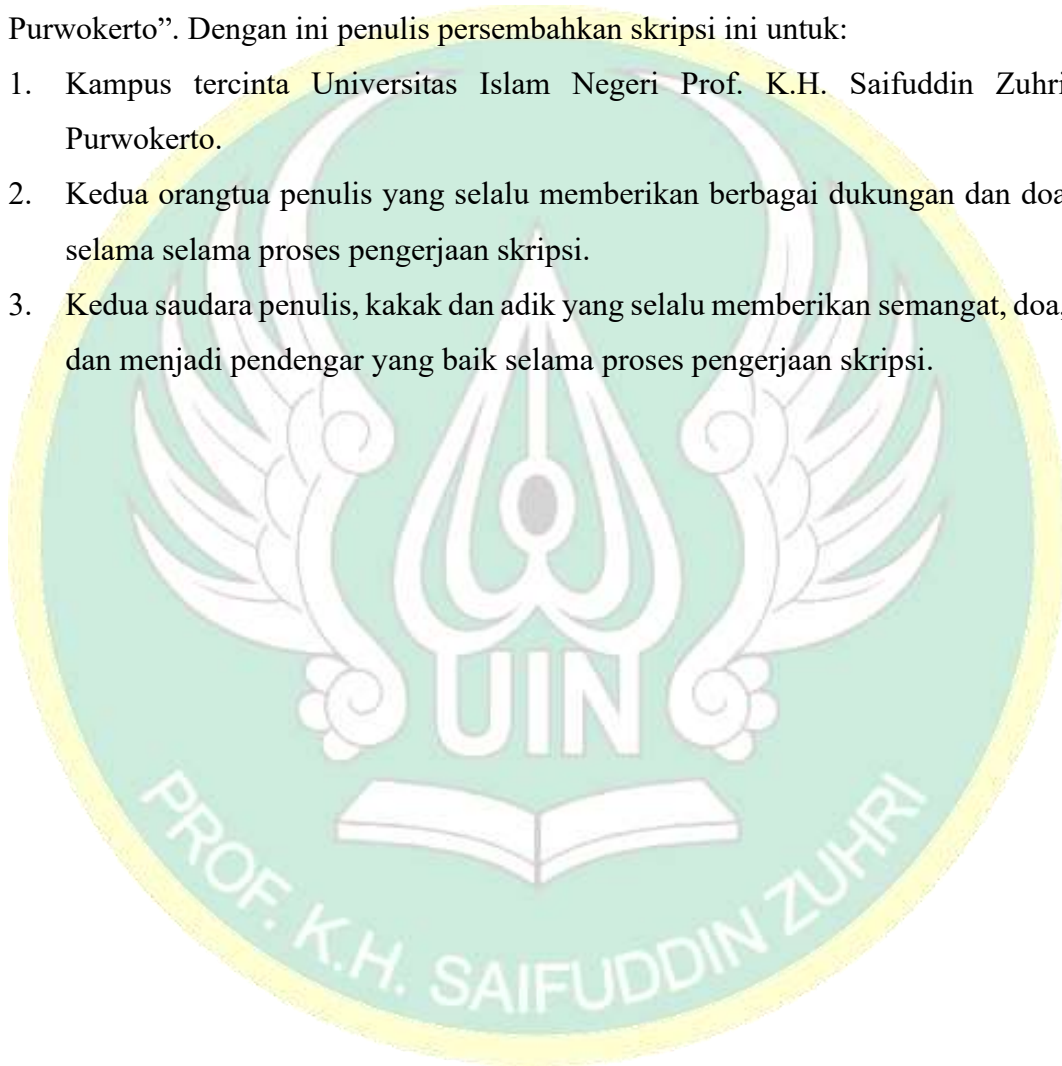 Purwokerto”. Dengan ini penulis persembahkan skripsi ini untuk:
1. Kampus tercinta Universitas Islam Negeri Prof. K.H. Saifuddin Zuhri
Purwokerto.
2. Kedua orangtua penulis yang selalu memberikan berbagai dukungan dan doa
selama selama proses pengerjaan skripsi.
3. Kedua saudara penulis, kakak dan adik yang selalu memberikan semangat, doa,
dan menjadi pendengar yang baik selama proses pengerjaan skripsi.
UIN
PROF. K.H. SAIFUDDIN ZUHRI